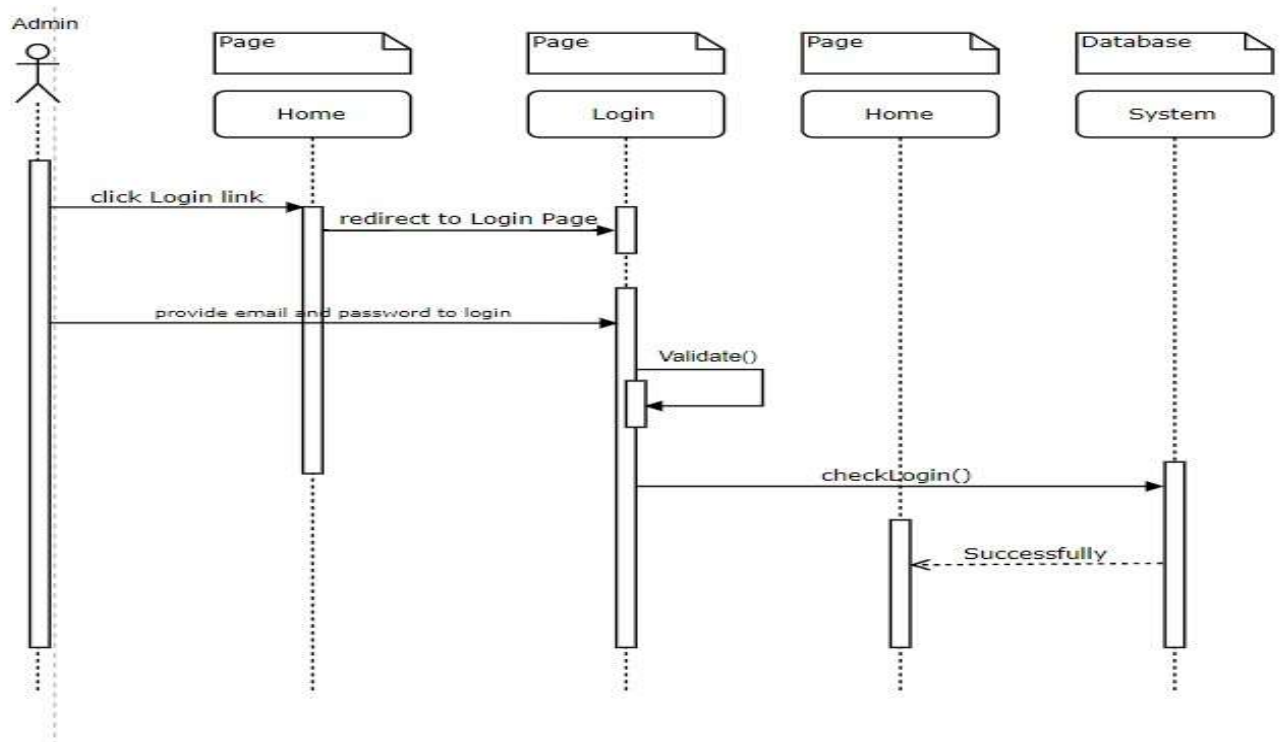 Admin
Page
Page
Page
Database
Home
Login
Home
System
click Login link
redirect to Login Page
provide email and password to login
Validate()
checkLogin()
Successfully